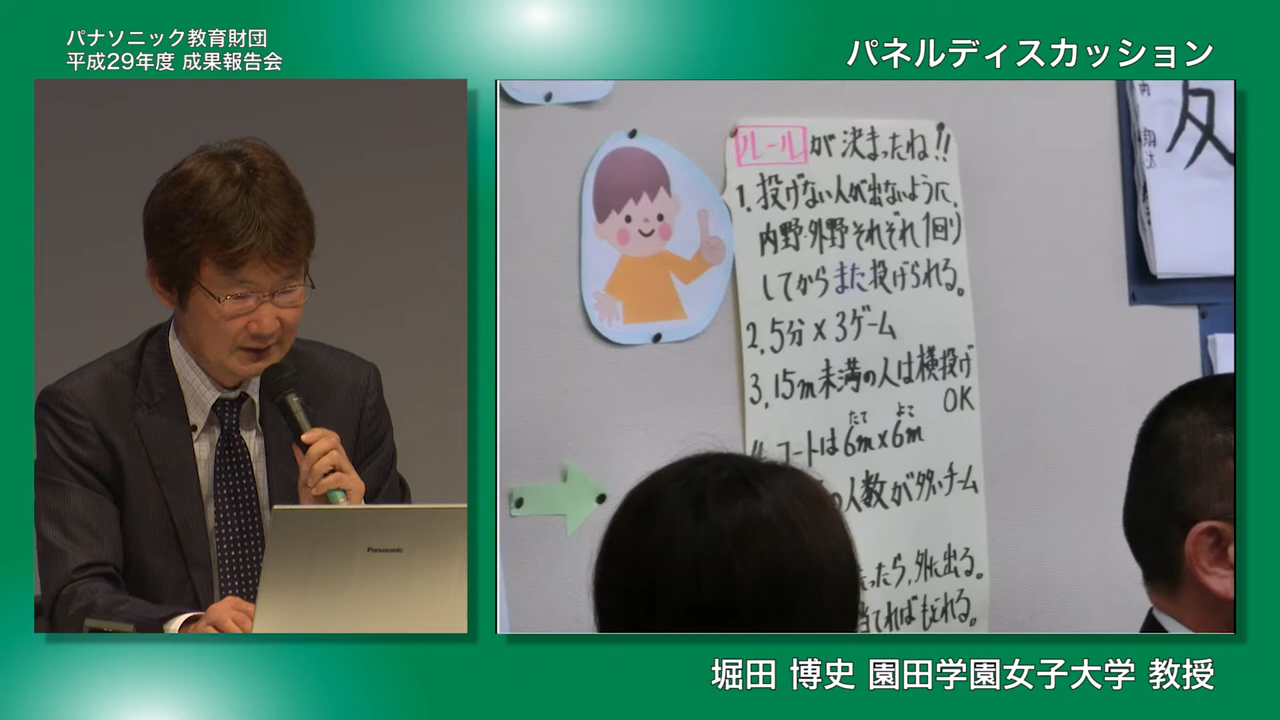 パナソニック教育財団
平成29年度 成果報告会
パネルディスカッション
ルールが決まったね!!
1.投げない人が出ないように、
内野・外野それぞれ1回り
してからまた投げられる。
2.5分×3ゲーム
3.15m未満の人は横投げ
OK
たて よこ
コートは6m×6m
人数が多いチーム
ったら,外に出る。
当てればもどれる。
反
内
翔
Panasonic
堀田 博史 園田学園女子大学 教授